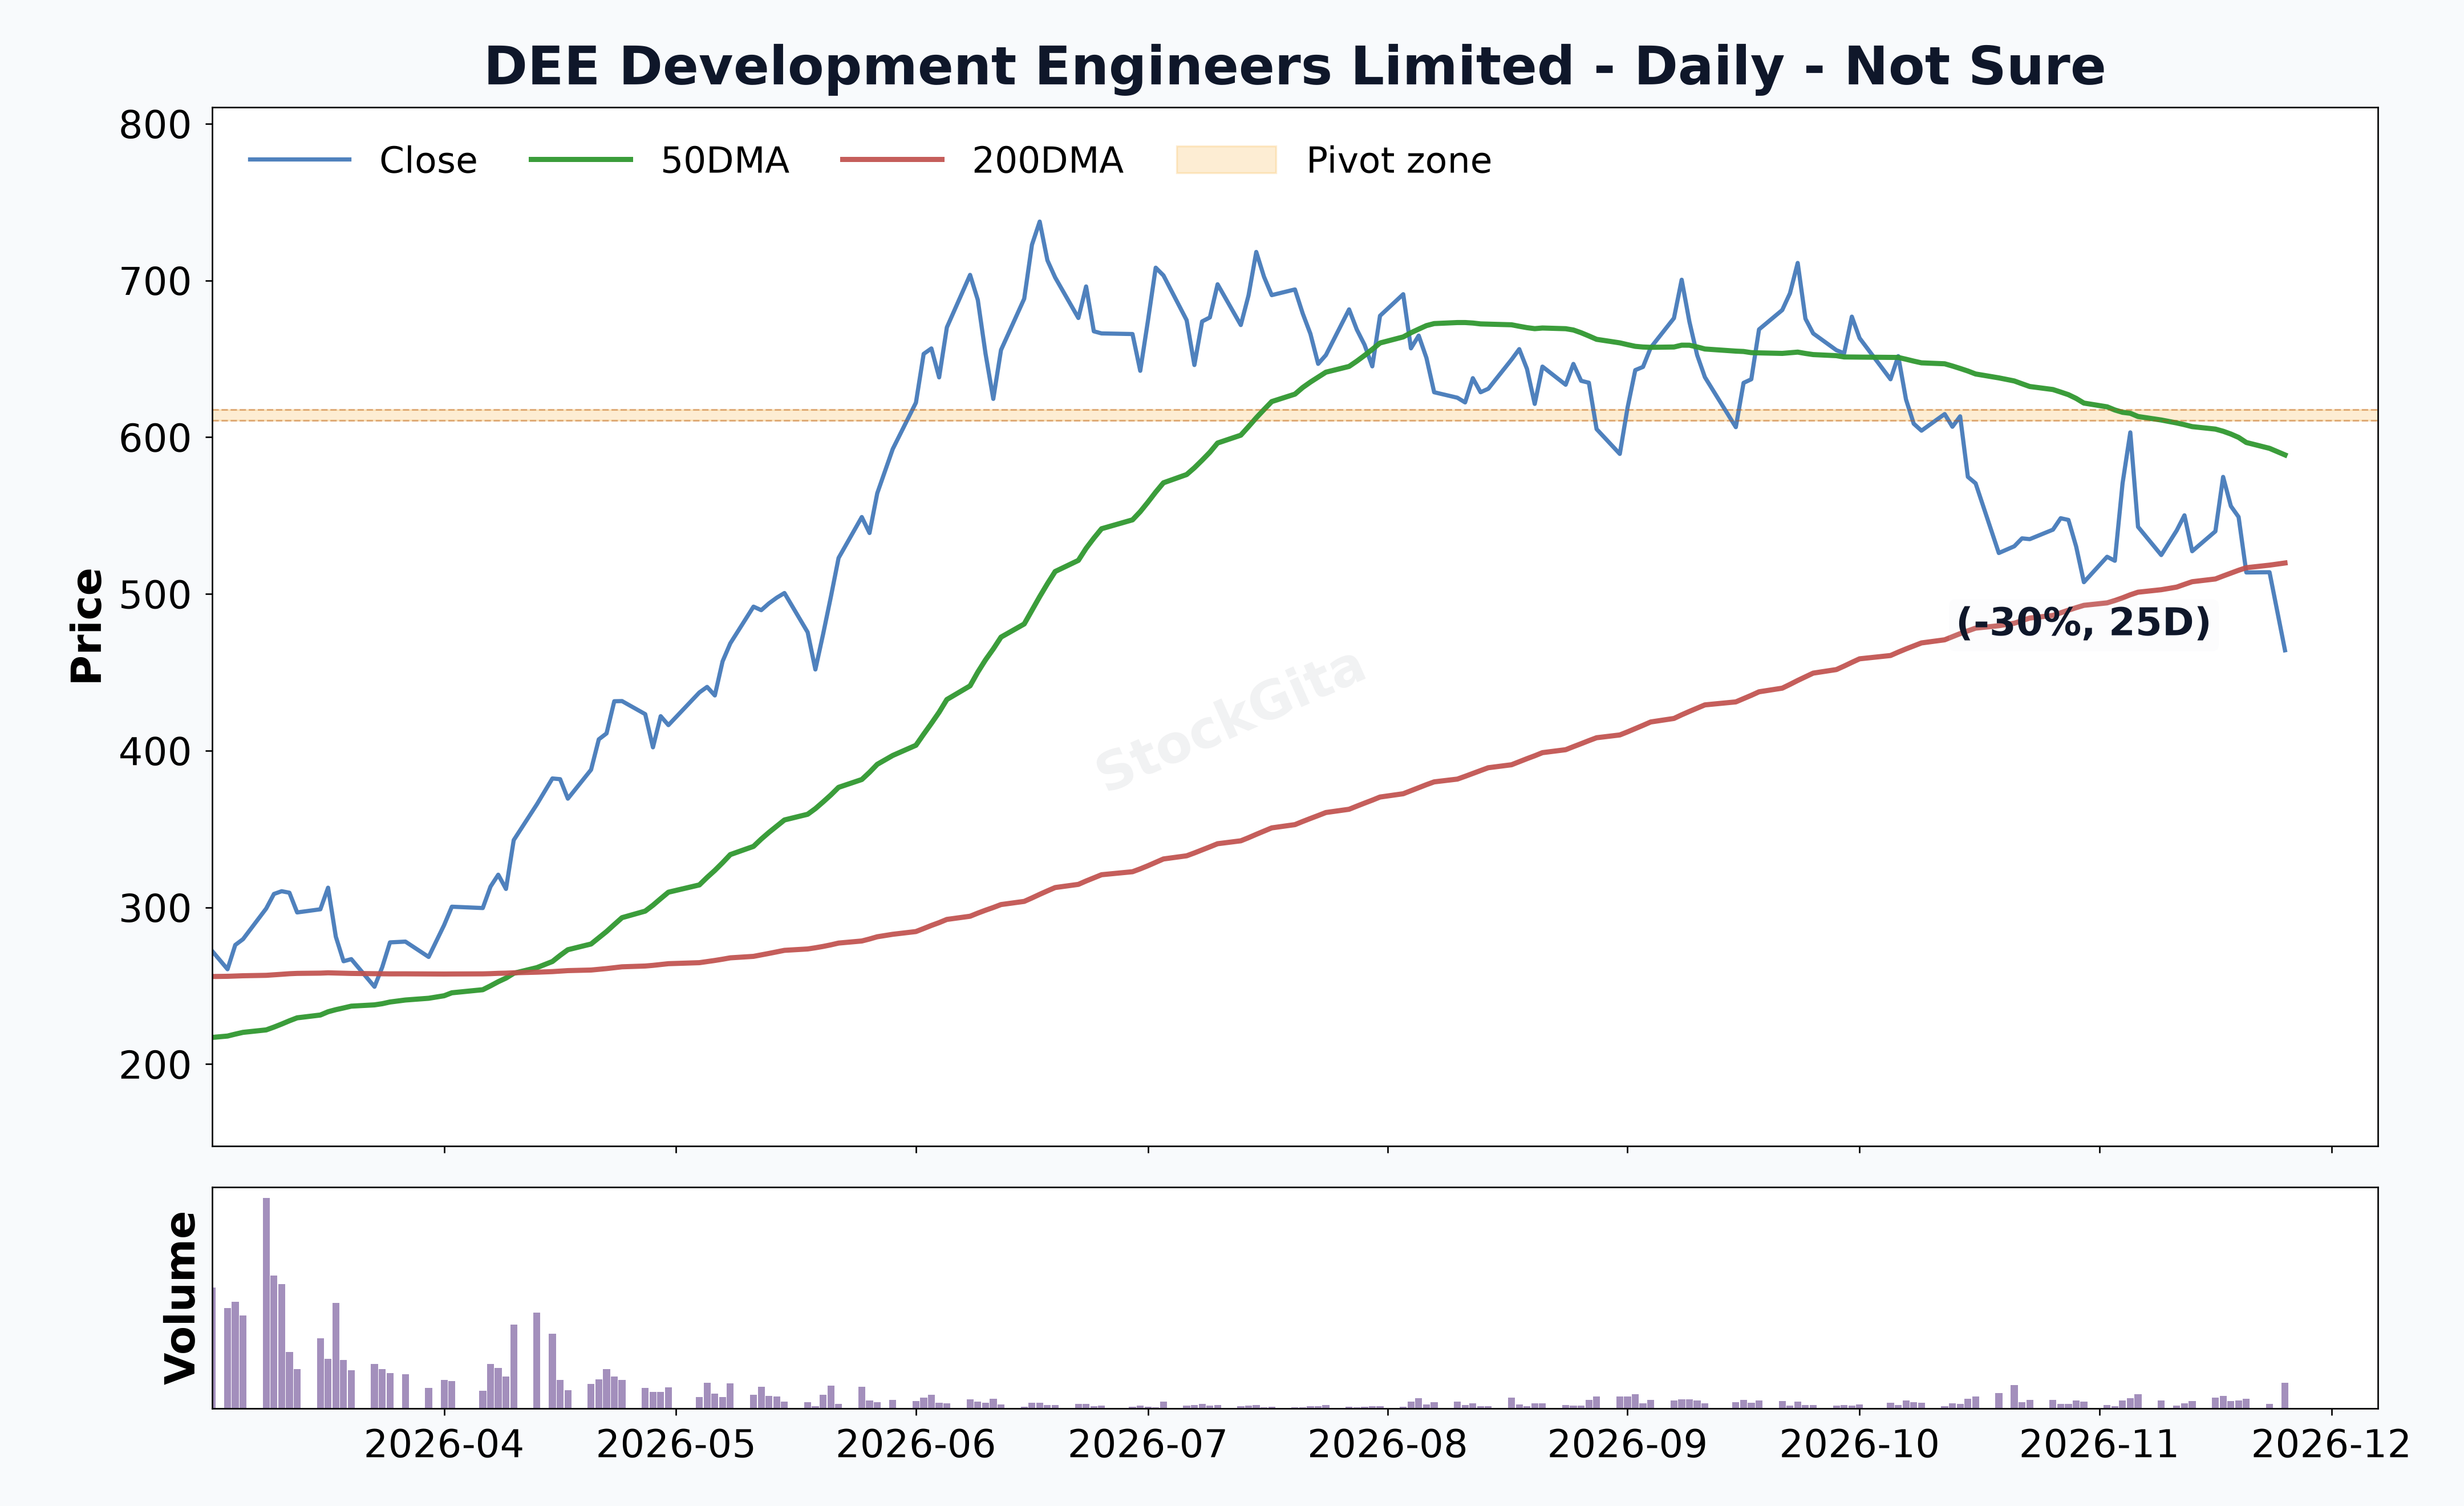 DEE Development Engineers Limited - Daily - Not Sure
Close 50DMA 200DMA Pivot zone
800
700
600
500
400
300
200
Price
(-30%, 25D)
StockGita
Volume
2026-04 2026-05 2026-06 2026-07 2026-08 2026-09 2026-10 2026-11 2026-12